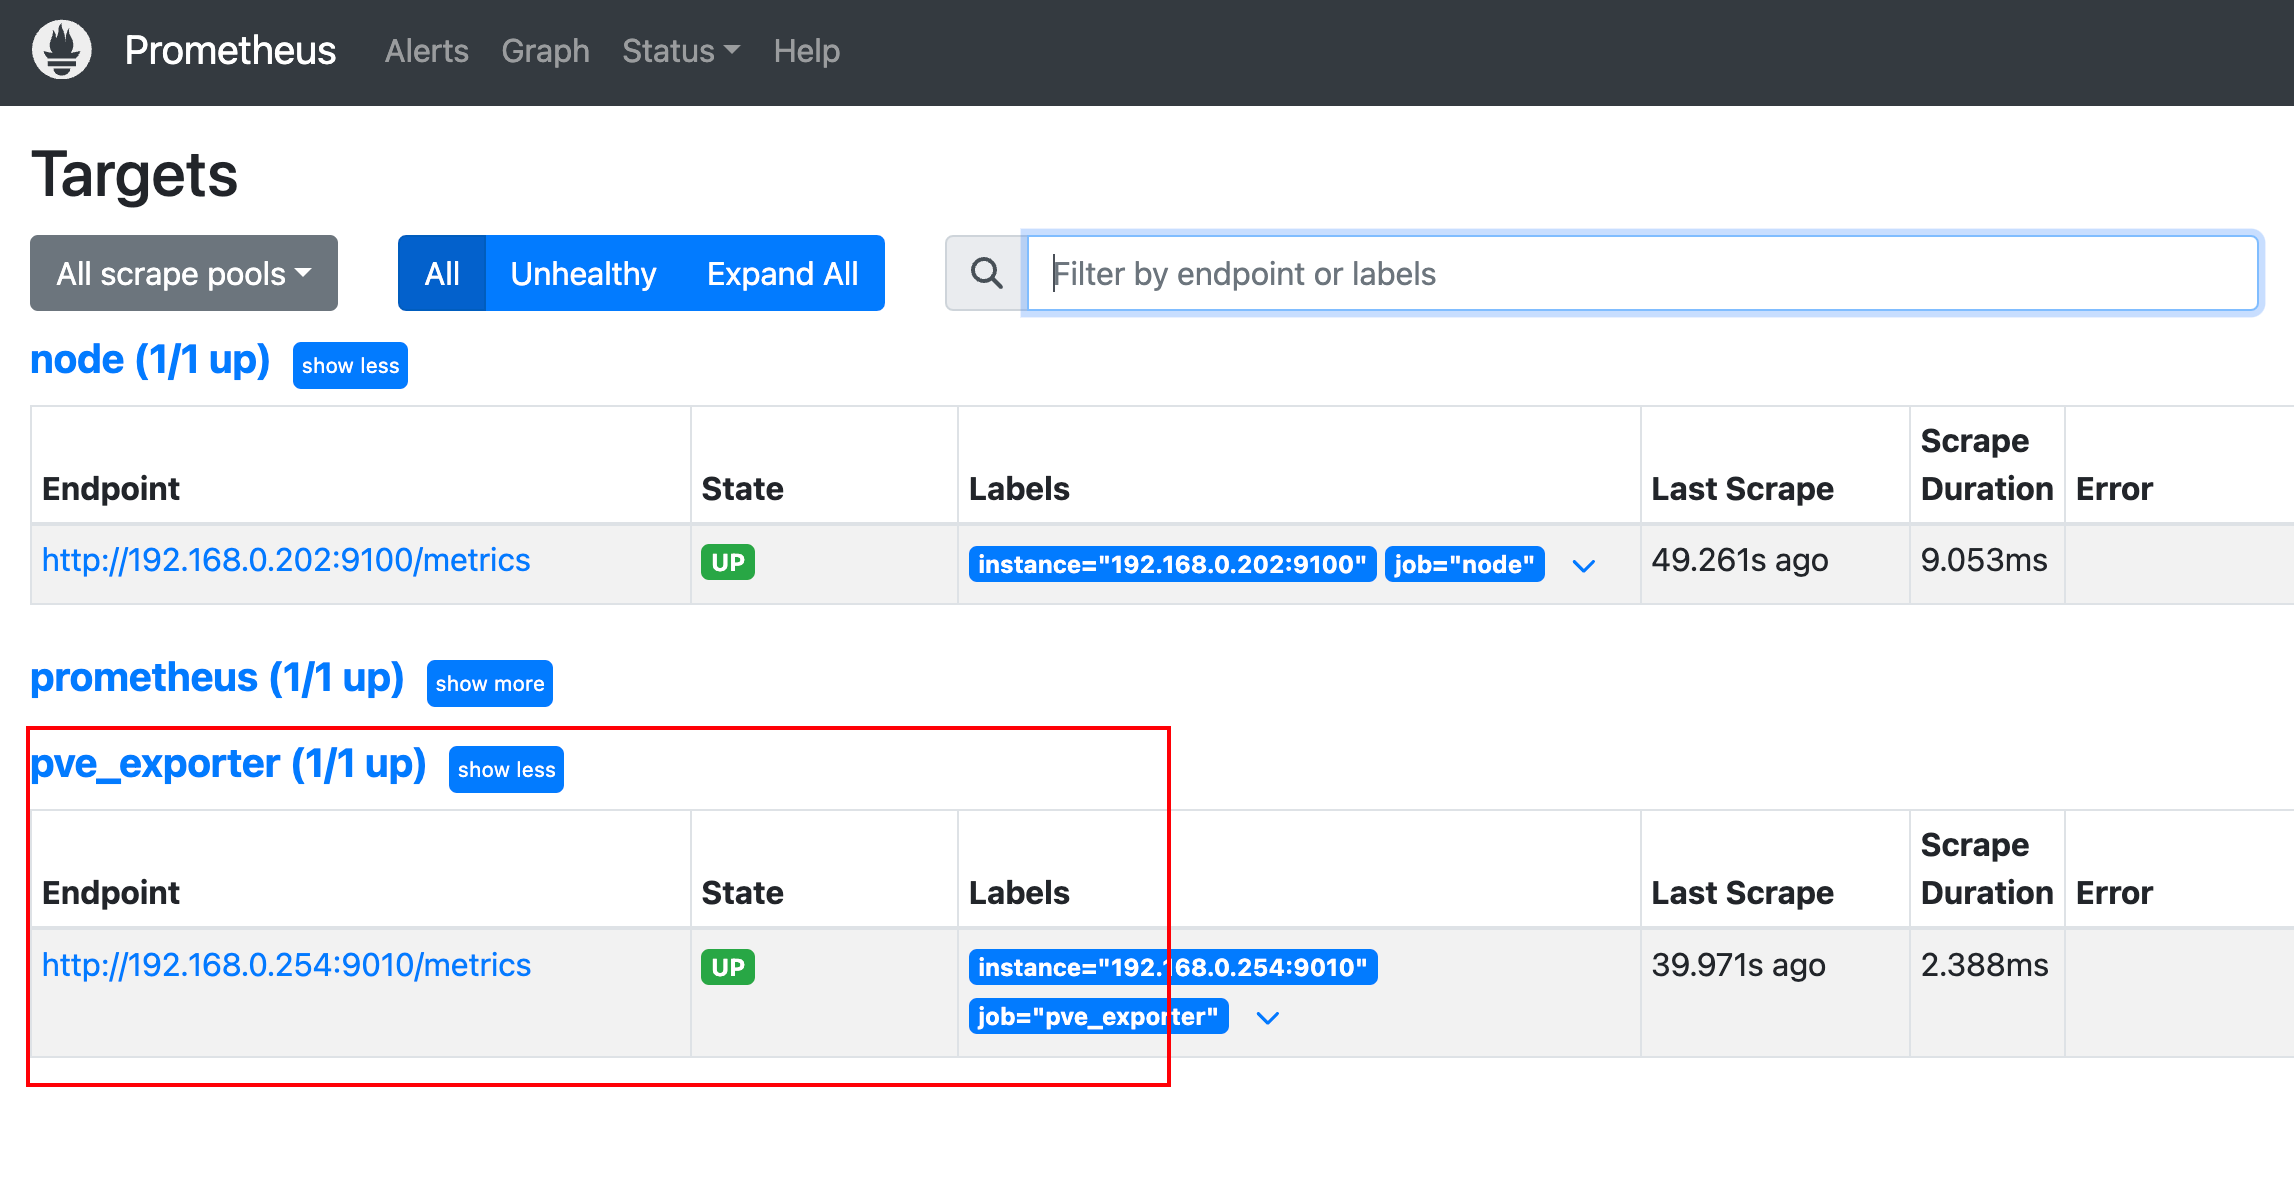 Prometheus Alerts Graph Status Help
Targets
All scrape pools All Unhealthy Expand All Filter by endpoint or labels
node (1/1 up) show less
Endpoint State Labels Last Scrape Scrape Duration Error
http://192.168.0.202:9100/metrics UP instance="192.168.0.202:9100" job="node" 49.261s ago 9.053ms
prometheus (1/1 up) show more
pve_exporter (1/1 up) show less
Endpoint State Labels Last Scrape Scrape Duration Error
http://192.168.0.254:9010/metrics UP instance="192.168.0.254:9010" 39.971s ago 2.388ms
job="pve_exporter"